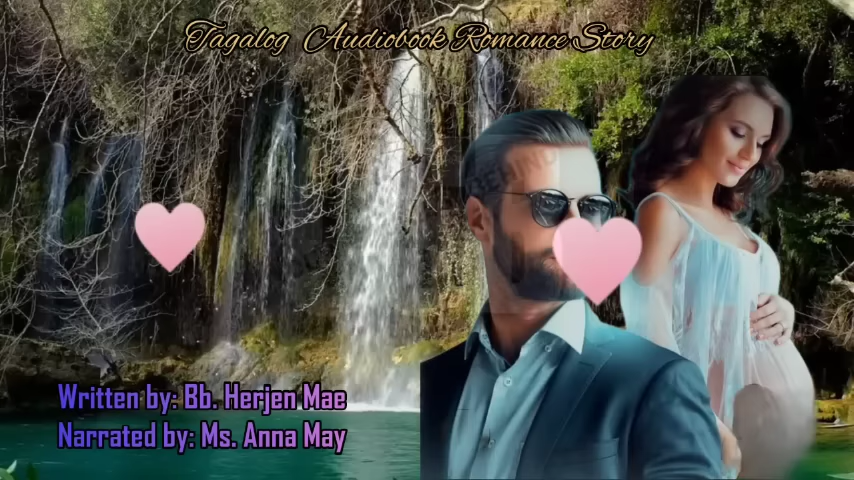 Tagalog Audiobook Romance Story
Written by: Bb. Herjen Mae
Narrated by: Ms. Anna May